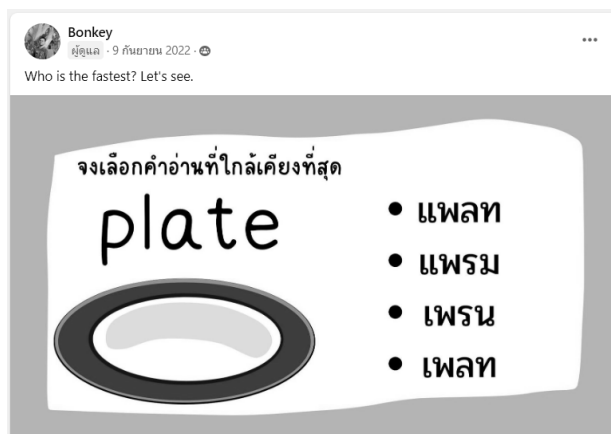 Bonkey
ผู้ดูแล · 9 กันยายน 2022 ·
Who is the fastest? Let's see.
จงเลือกคำอ่านที่ใกล้เคียงที่สุด
plate
• แพลท
• แพรม
• เพรน
• เพลท